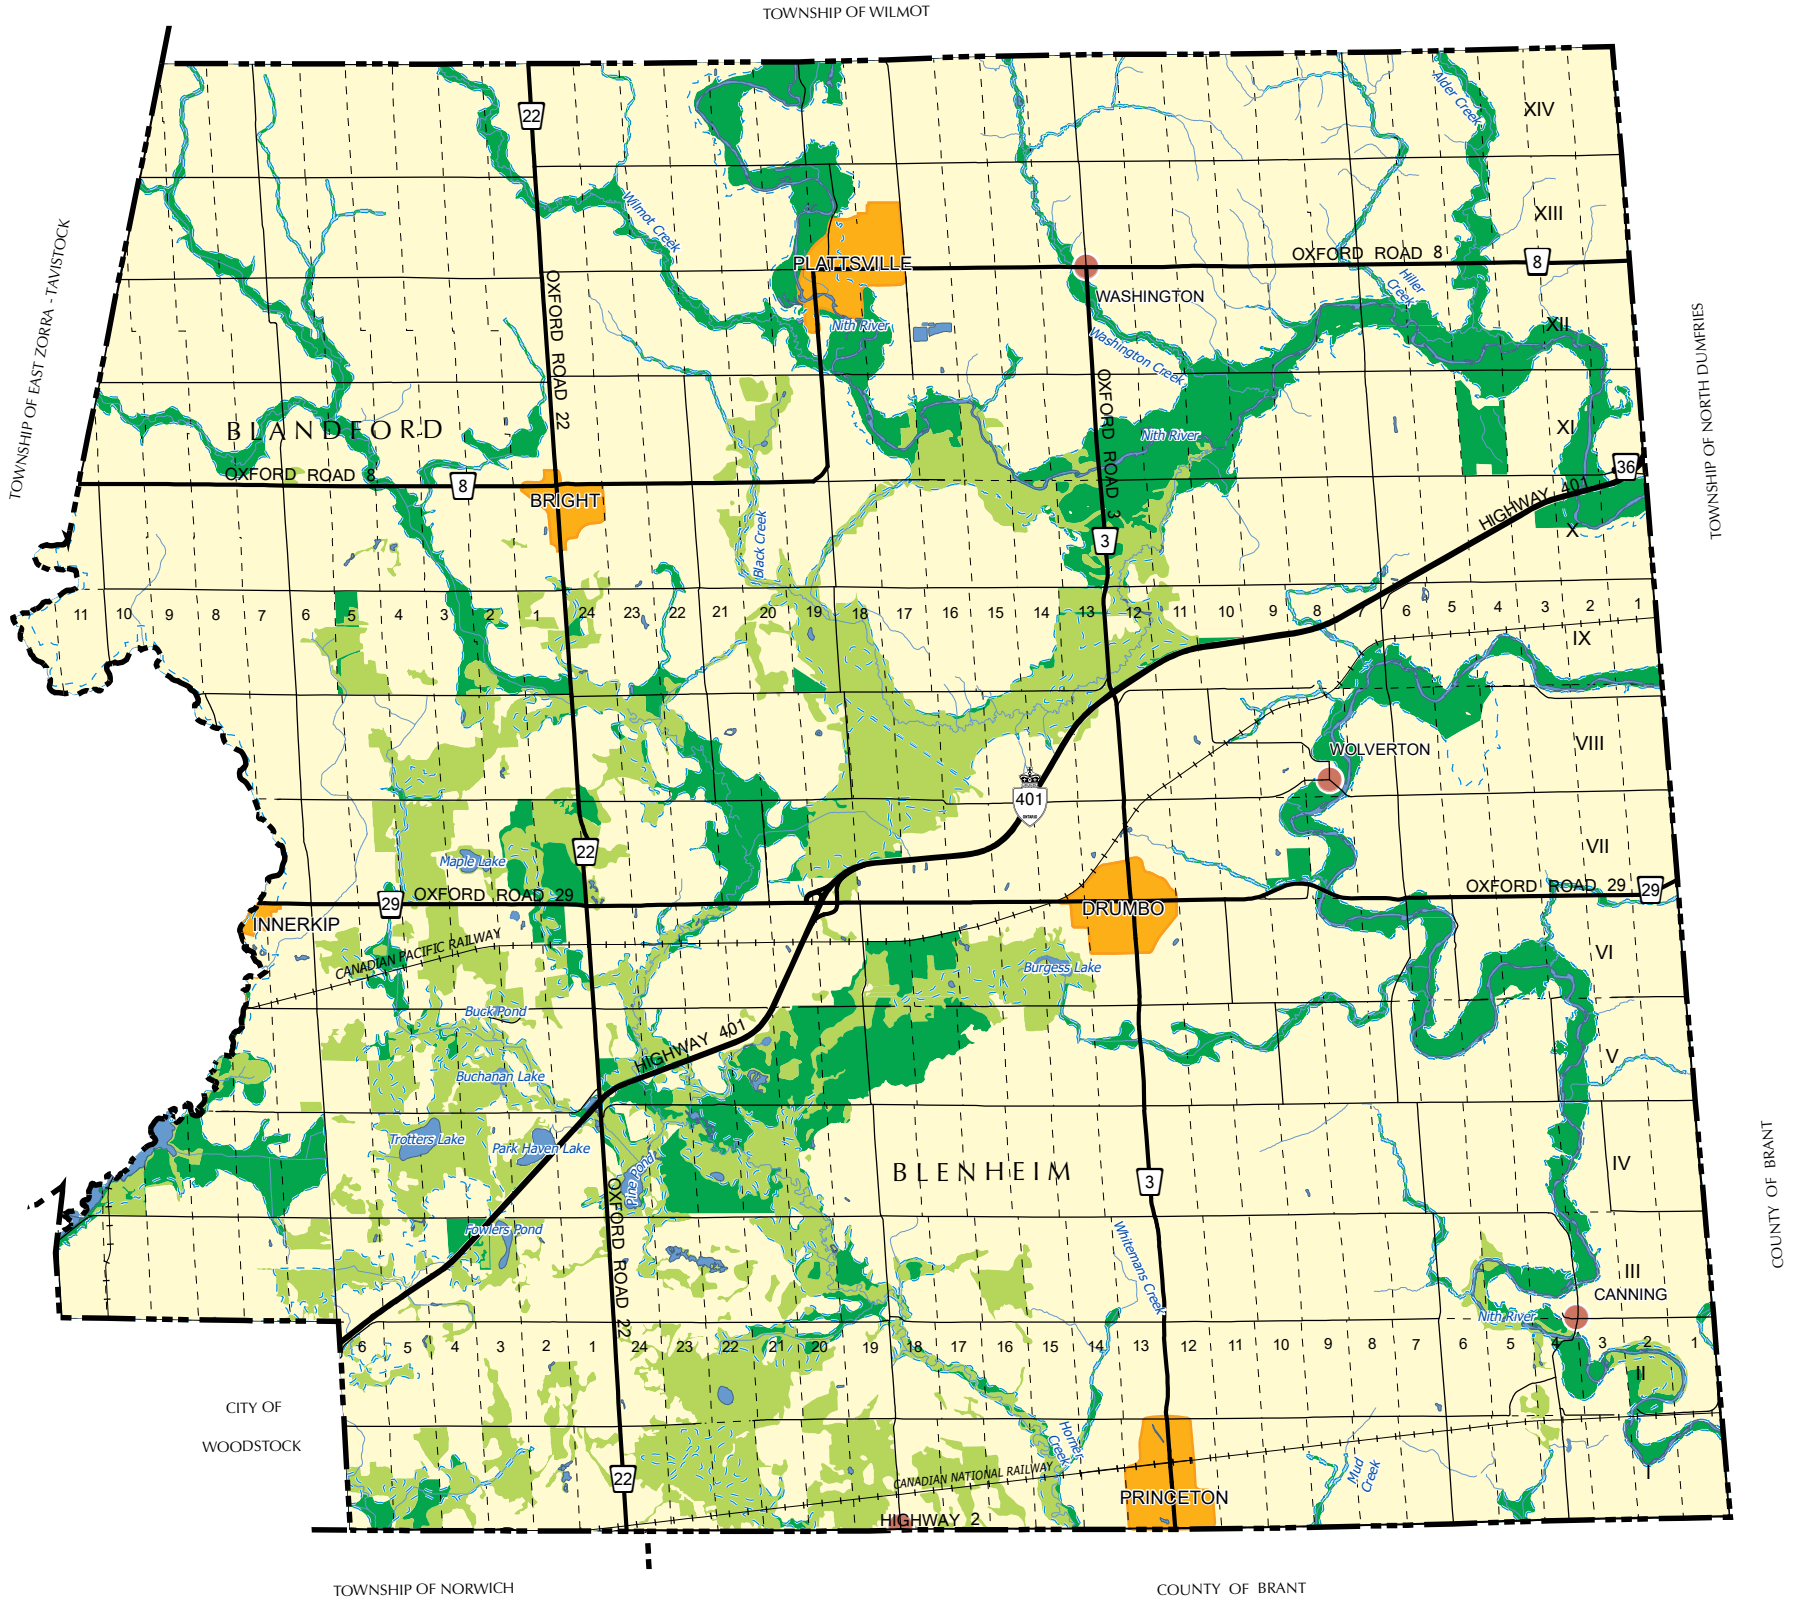 TOWNSHIP OF WILMOT
Alder Creek
XIV
22
Wilmot Creek
XIII
TOWNSHIP OF EAST ZORRA - TAVISTOCK
PLATTSVILLE
OXFORD ROAD 8
8
Hiller
Creek
WASHINGTON
OXFORD ROAD 22
Nith River
XII
Washington Creek
TOWNSHIP OF NORTH DUMFRIES
OXFORD ROAD 3
BLANDFORD
Nith River
XI
OXFORD ROAD 8
8
36
BRIGHT
HIGHWAY 401
X
Black Creek
3
11 10 9 8 7 6 5 4 3 2 1 24 23 22 21 20 19 18 17 16 15 14 13 12 11 10 9 8 7 6 5 4 3 2 1
IX
WOLVERTON
VIII
401
ONTARIO
22
Maple Lake
VII
29
OXFORD ROAD 29
OXFORD ROAD 29
29
INNERKIP
DRUMBO
CANADIAN PACIFIC RAILWAY
VI
Burgess Lake
Buck Pond
HIGHWAY 401
V
Buchanan Lake
Trotters Lake
Park Haven Lake
Pine Pond
BLENHEIM
IV
3
COUNTY OF BRANT
OXFORD ROAD 22
Fowlers Pond
Whitemans Creek
III
CANNING
Nith River
6 5 4 3 2 1 24 23 22 21 20 19 18 17 16 15 14 13 12 11 10 9 8 7 6 5 4 3 2 1
II
CITY OF
WOODSTOCK
Horner
Creek
22
CANADIAN NATIONAL RAILWAY
Mud
Creek
I
PRINCETON
HIGHWAY 2
TOWNSHIP OF NORWICH
COUNTY OF BRANT